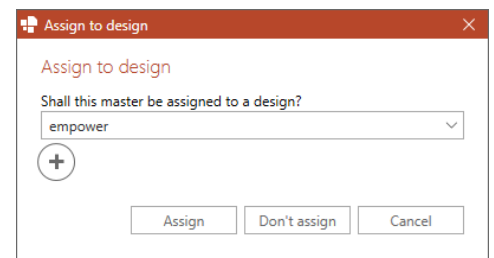 Assign to design
Assign to design
Shall this master be assigned to a design?
empower
Assign Don't assign Cancel